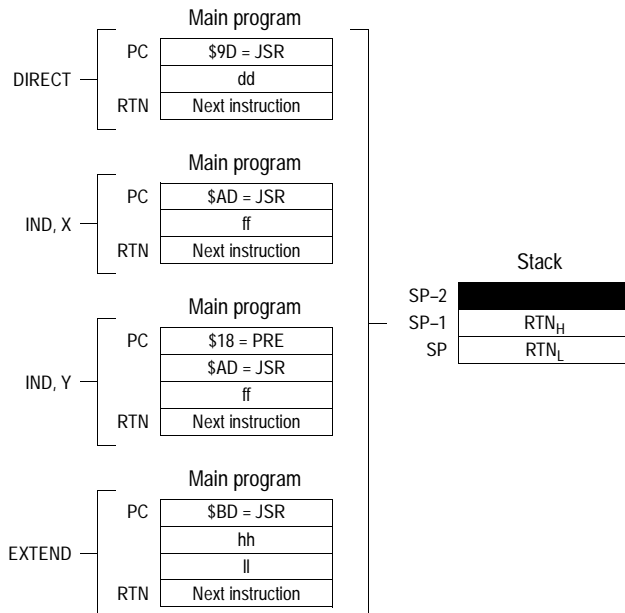 Main program
PC $9D = JSR
DIRECT dd
RTN Next instruction
Main program
PC $AD = JSR
IND, X ff
RTN Next instruction
Main program
PC $18 = PRE
$AD = JSR
IND, Y ff
RTN Next instruction
Main program
PC $BD = JSR
hh
EXTEND ll
RTN Next instruction
Stack
SP–2
SP–1 RTNH
SP RTNL